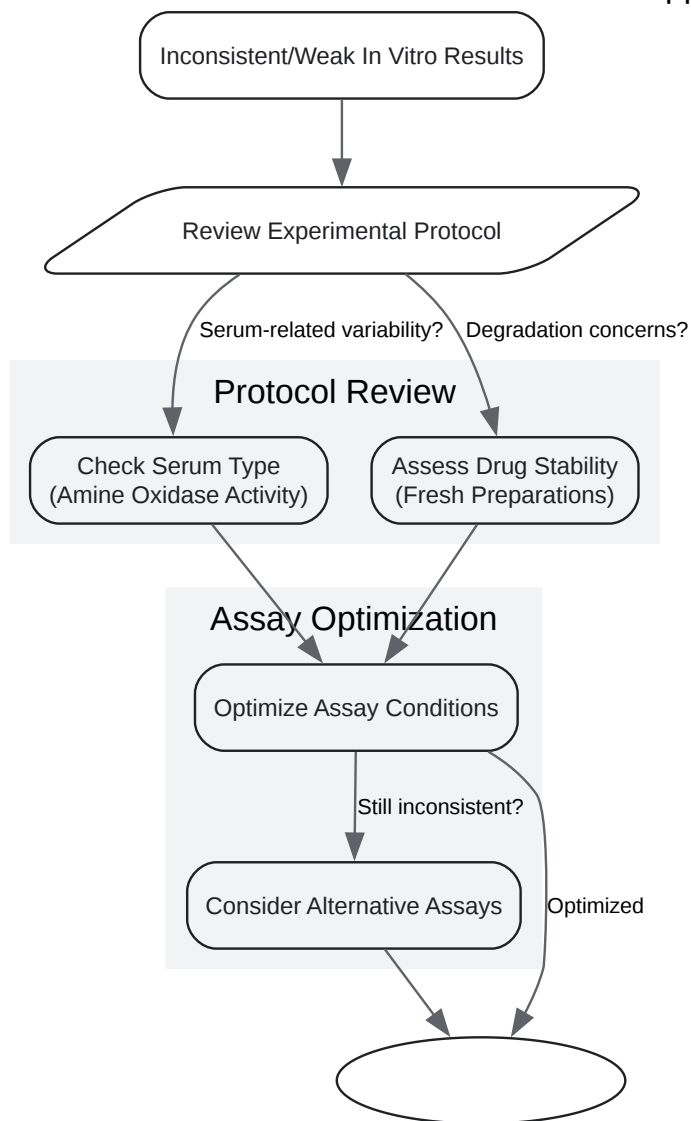 Inconsistent/Weak In Vitro Results
Review Experimental Protocol
Serum-related variability?
Degradation concerns?
Protocol Review
Check Serum Type
(Amine Oxidase Activity)
Assess Drug Stability
(Fresh Preparations)
Assay Optimization
Optimize Assay Conditions
Still inconsistent?
Consider Alternative Assays
Optimized